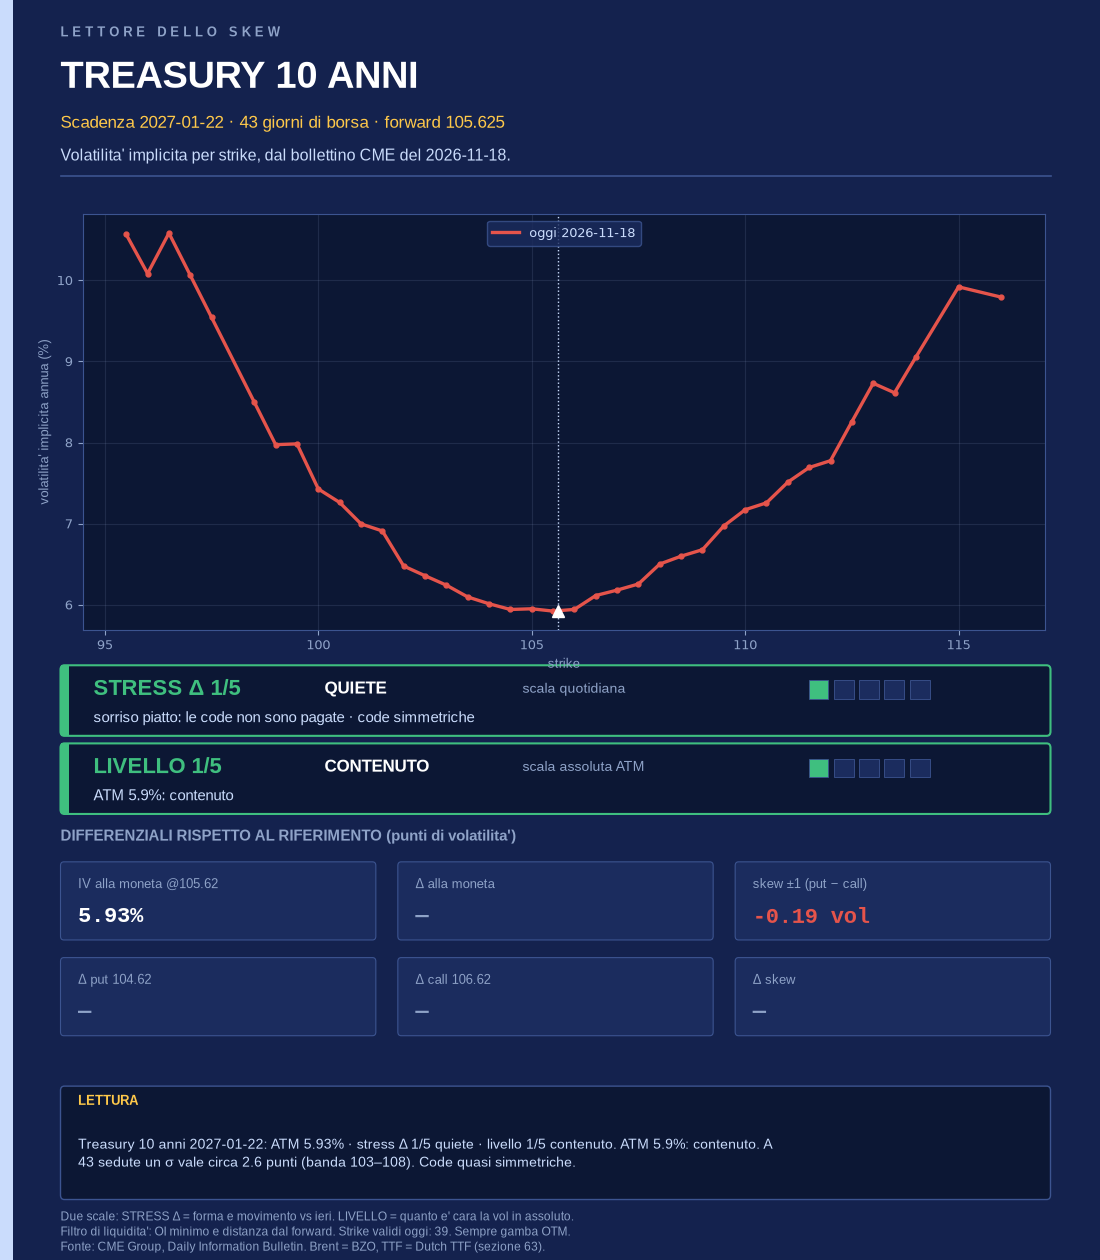 LETTORE DELLO SKEW
TREASURY 10 ANNI
Scadenza 2027-01-22 · 43 giorni di borsa · forward 105.625
Volatilita' implicita per strike, dal bollettino CME del 2026-11-18.
oggi 2026-11-18
volatilita' implicita annua (%)
10
9
8
7
6
95
100
105
110
115
strike
STRESS Δ 1/5
QUIETE
scala quotidiana
sorriso piatto: le code non sono pagate · code simmetriche
LIVELLO 1/5
CONTENUTO
scala assoluta ATM
ATM 5.9%: contenuto
DIFFERENZIALI RISPETTO AL RIFERIMENTO (punti di volatilita')
IV alla moneta @105.62
5.93%
Δ alla moneta
—
skew ±1 (put − call)
-0.19 vol
Δ put 104.62
—
Δ call 106.62
—
Δ skew
—
LETTURA
Treasury 10 anni 2027-01-22: ATM 5.93% · stress Δ 1/5 quiete · livello 1/5 contenuto. ATM 5.9%: contenuto. A
43 sedute un σ vale circa 2.6 punti (banda 103–108). Code quasi simmetriche.
Due scale: STRESS Δ = forma e movimento vs ieri. LIVELLO = quanto e' cara la vol in assoluto.
Filtro di liquidita': OI minimo e distanza dal forward. Strike validi oggi: 39. Sempre gamba OTM.
Fonte: CME Group, Daily Information Bulletin. Brent = BZO, TTF = Dutch TTF (sezione 63).